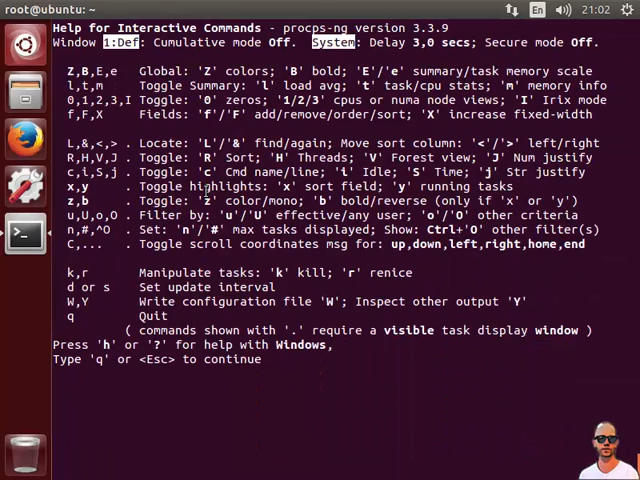 root@ubuntu: ~
En
21:02
Help for Interactive Commands - procps-ng version 3.3.9
Window 1:Def: Cumulative mode Off.  System: Delay 3,0 secs; Secure mode Off.
Z,B,E,e   Global: 'Z' colors; 'B' bold; 'E'/'e' summary/task memory scale
l,t,m     Toggle Summary: 'l' load avg; 't' task/cpu stats; 'm' memory info
0,1,2,3,I Toggle: '0' zeros; '1/2/3' cpus or numa node views; 'I' Irix mode
f,F,X     Fields: 'f'/'F' add/remove/order/sort; 'X' increase fixed-width
L,&,<,> . Locate: 'L'/'&' find/again; Move sort column: '<'/'>' left/right
R,H,V,J . Toggle: 'R' Sort; 'H' Threads; 'V' Forest view; 'J' Num justify
c,i,S,j . Toggle: 'c' Cmd name/line; 'i' Idle; 'S' Time; 'j' Str justify
x,y     . Toggle highlights: 'x' sort field; 'y' running tasks
z,b     . Toggle: 'z' color/mono; 'b' bold/reverse (only if 'x' or 'y')
u,U,o,O . Filter by: 'u'/'U' effective/any user; 'o'/'O' other criteria
n,#,^O  . Set: 'n'/'#' max tasks displayed; Show: Ctrl+'O' other filter(s)
C,...   . Toggle scroll coordinates msg for: up,down,left,right,home,end
k,r       Manipulate tasks: 'k' kill; 'r' renice
d or s    Set update interval
W,Y       Write configuration file 'W'; Inspect other output 'Y'
q         Quit
( commands shown with '.' require a visible task display window )
Press 'h' or '?' for help with Windows,
Type 'q' or <Esc> to continue